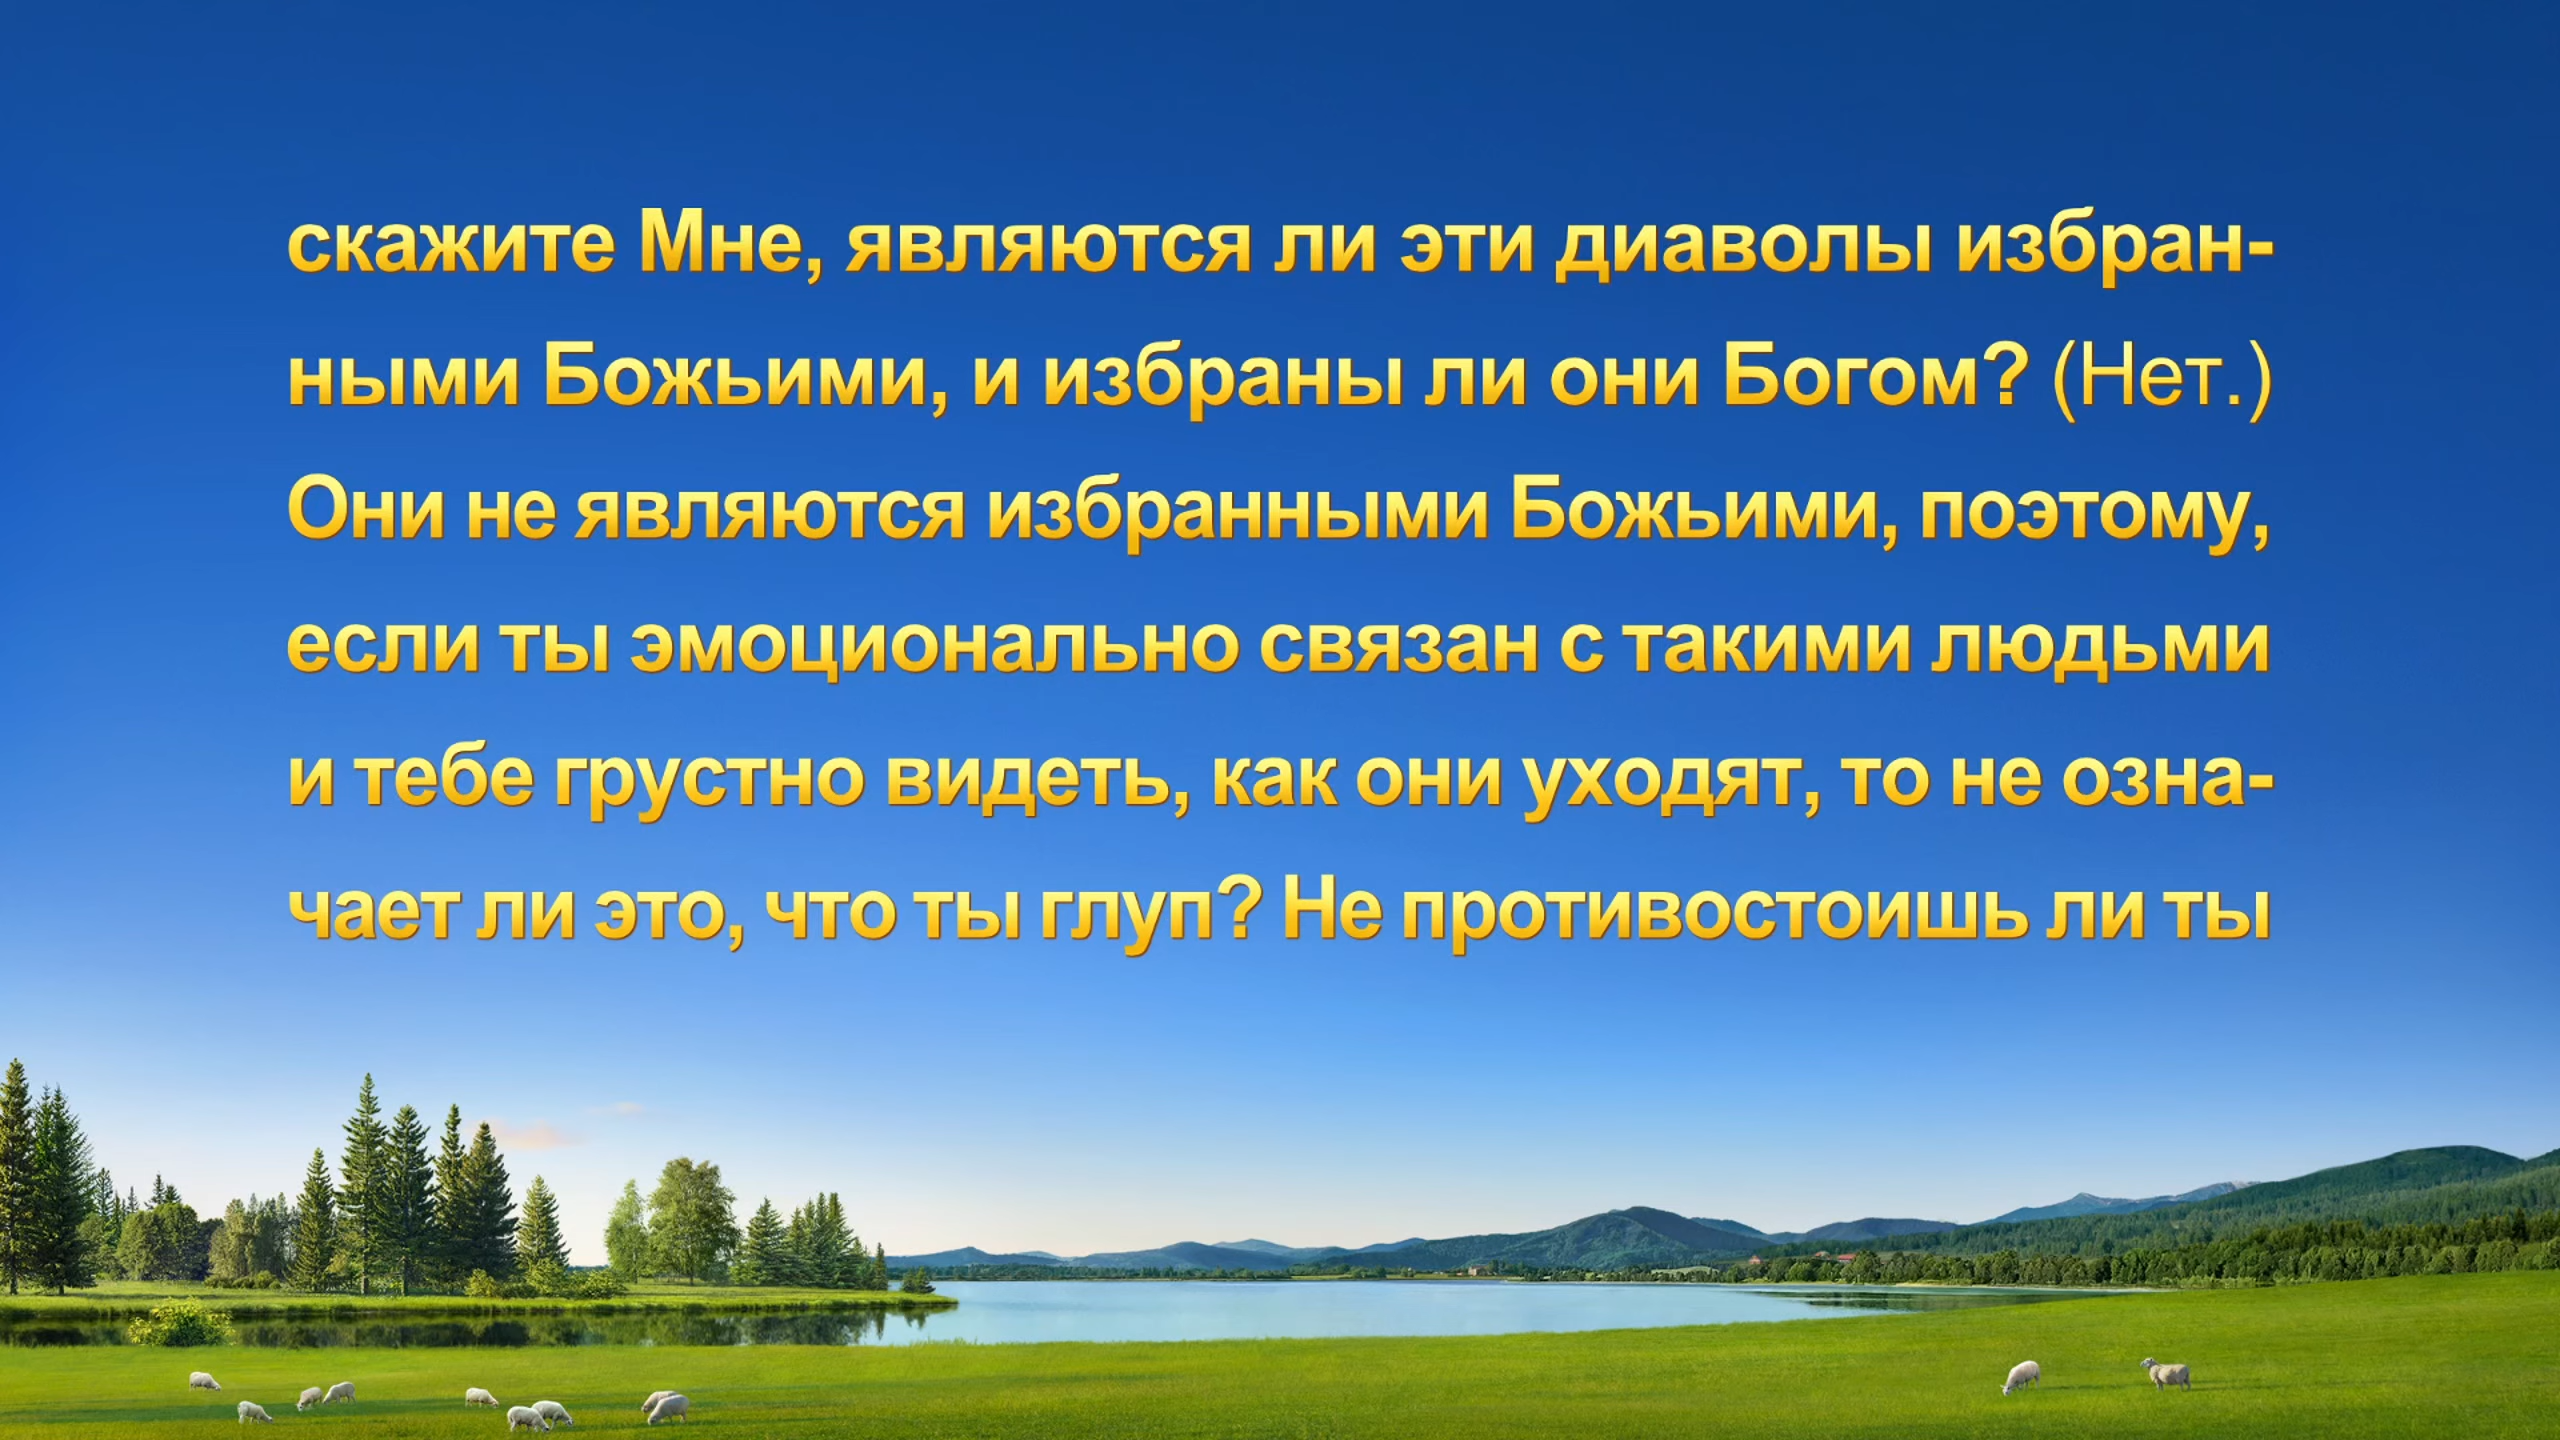 скажите Мне, являются ли эти диаволы избран-
ными Божьими, и избраны ли они Богом? (Нет.)
Они не являются избранными Божьими, поэтому,
если ты эмоционально связан с такими людьми
и тебе грустно видеть, как они уходят, то не озна-
чает ли это, что ты глуп? Не противостоишь ли ты